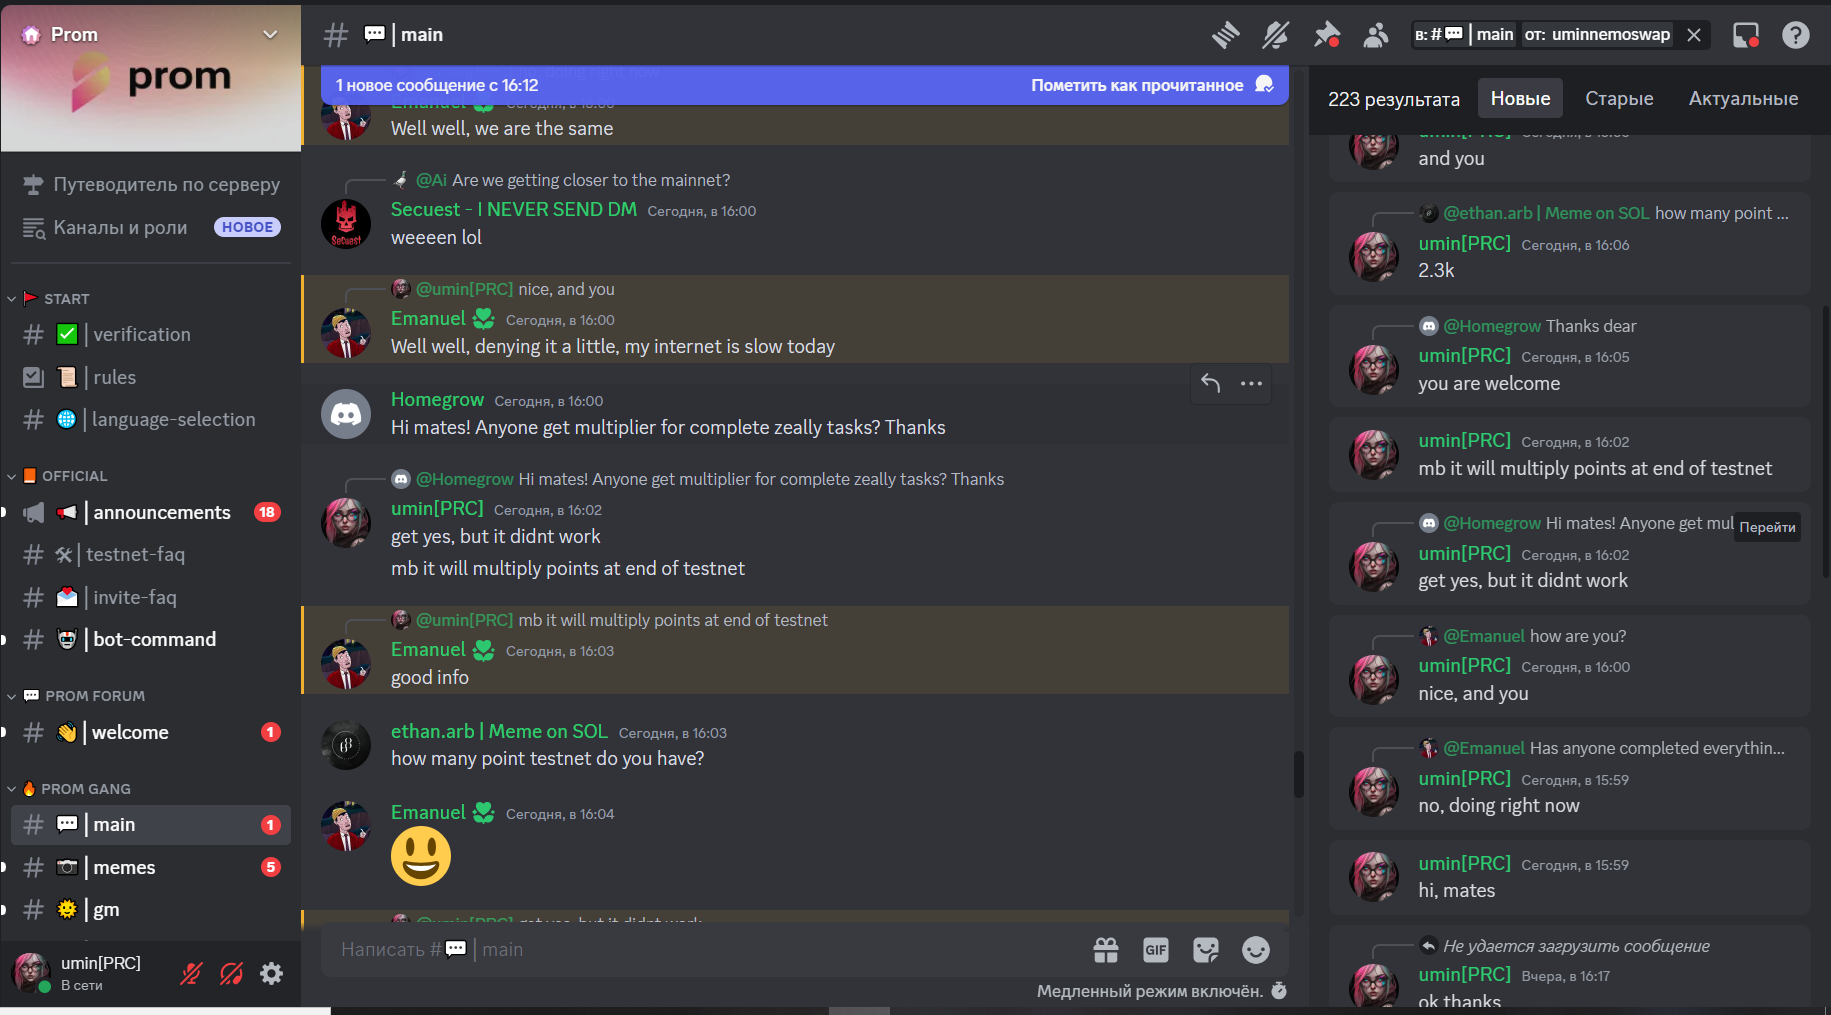 Prom
prom
Путеводитель по серверу
Каналы и роли
НОВОЕ
START
verification
rules
language-selection
OFFICIAL
announcements
18
testnet-faq
invite-faq
bot-command
PROM FORUM
welcome
1
PROM GANG
main
1
memes
5
gm
umin[PRC]
В сети
main
1 новое сообщение с 16:12
Пометить как прочитанное
Emanuel
Well well, we are the same
@Ai Are we getting closer to the mainnet?
Secuest - I NEVER SEND DM Сегодня, в 16:00
weeeen lol
@umin[PRC] nice, and you
Emanuel Сегодня, в 16:00
Well well, denying it a little, my internet is slow today
Homegrow Сегодня, в 16:00
Hi mates! Anyone get multiplier for complete zeally tasks? Thanks
@Homegrow Hi mates! Anyone get multiplier for complete zeally tasks? Thanks
umin[PRC] Сегодня, в 16:02
get yes, but it didnt work
mb it will multiply points at end of testnet
@umin[PRC] mb it will multiply points at end of testnet
Emanuel Сегодня, в 16:03
good info
ethan.arb | Meme on SOL Сегодня, в 16:03
how many point testnet do you have?
Emanuel Сегодня, в 16:04
@umin[PRC] get yes, but it didnt work
Написать # | main
GIF
Медленный режим включён.
в: # | main от: uminnemoswap
223 результата
Новые
Старые
Актуальные
umin[PRC]
and you
@ethan.arb | Meme on SOL how many point ...
umin[PRC] Сегодня, в 16:06
2.3k
@Homegrow Thanks dear
umin[PRC] Сегодня, в 16:05
you are welcome
umin[PRC] Сегодня, в 16:02
mb it will multiply points at end of testnet
@Homegrow Hi mates! Anyone get mul
Перейти
umin[PRC] Сегодня, в 16:02
get yes, but it didnt work
@Emanuel how are you?
umin[PRC] Сегодня, в 16:00
nice, and you
@Emanuel Has anyone completed everythin...
umin[PRC] Сегодня, в 15:59
no, doing right now
umin[PRC] Сегодня, в 15:59
hi, mates
Не удается загрузить сообщение
umin[PRC] Вчера, в 16:17
ok thanks